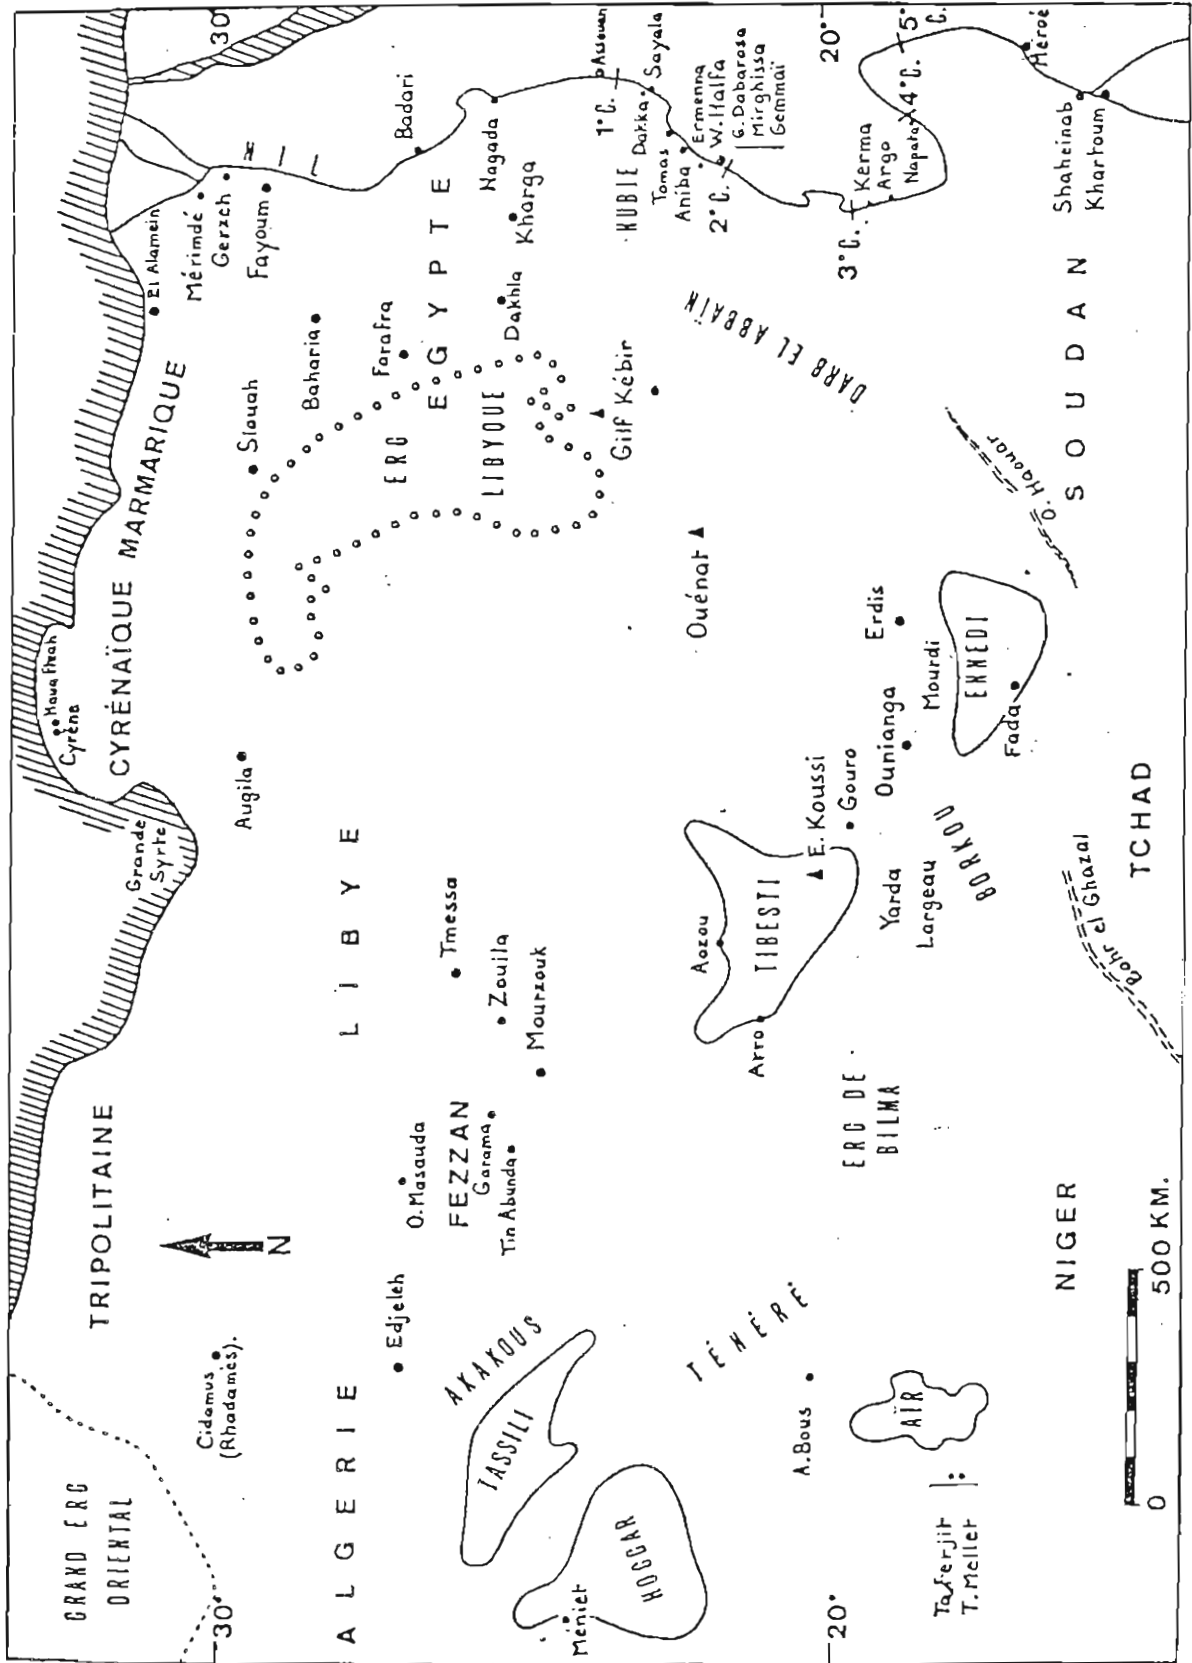 GRAND ERG
ORIENTAL
TRIPOLITAINE
Grande
Syrte
Cyrène
Haua Fteah
CYRÉNAÏQUE
MARMARIQUE
El Alamein
Mérimdé
Gerzeh
Fayoum
NIL
30°
30°
Cidamus
(Rhadamès).
N
Augila
Siouah
Baharia
Farafra
Badari
ALGERIE
LIBYE
EGYPTE
Edjeleh
O. Masauda
FEZZAN
Garama
Tin Abunda
Tmessa
Zouila
Mourzouk
ERG
LIBYQUE
Dakhla
Kharga
Nagada
AKAKOUS
TASSILI
Méniet
HOGGAR
Gilf Kébir
Ouénat
NUBIE
1°C.
Assouan
Dakka
Sayala
Tomas
Aniba
Ermenna
W. Halfa
2°C.
G. Dabarosa
Mirghissa
Gemmaï
DARB EL ABBAÏN
TÉNÉRÉ
Aozou
TIBESTI
Arro
E. Koussi
Gouro
20°
20°
A. Bous
AÏR
ERG DE
BILMA
Yarda
Largeau
BORKOU
Ounianga
Mourdi
Erdis
ENNEDI
Fada
3°C.
Kerma
Argo
Napata
4°C.
5°
C.
Méroé
O. Haouar
Taferjit
T. Mellet
NIGER
Bahr el Ghazal
TCHAD
SOUDAN
Shaheinab
Khartoum
0
500 KM.